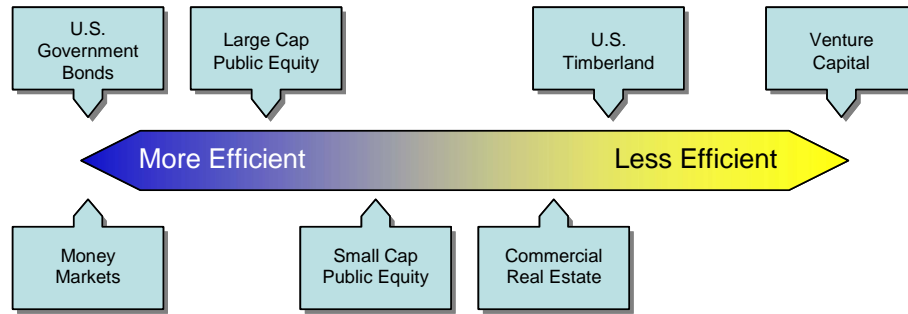 U.S.
Government
Bonds
Large Cap
Public Equity
U.S.
Timberland
Venture
Capital
More Efficient
Less Efficient
Money
Markets
Small Cap
Public Equity
Commercial
Real Estate